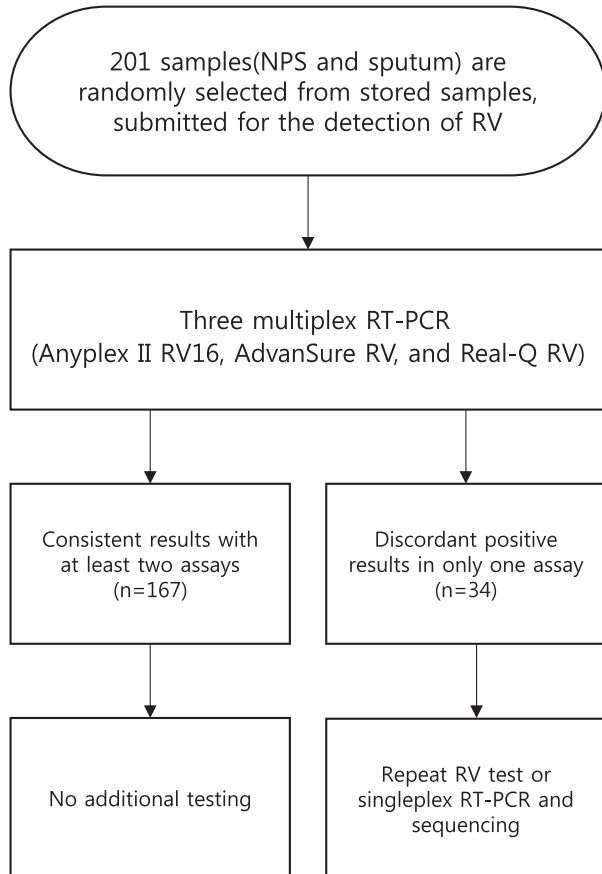 201 samples(NPS and sputum) are
randomly selected from stored samples,
submitted for the detection of RV
Three multiplex RT-PCR
(Anyplex II RV16, AdvanSure RV, and Real-Q RV)
Consistent results with
at least two assays
(n=167)
Discordant positive
results in only one assay
(n=34)
No additional testing
Repeat RV test or
singleplex RT-PCR and
sequencing